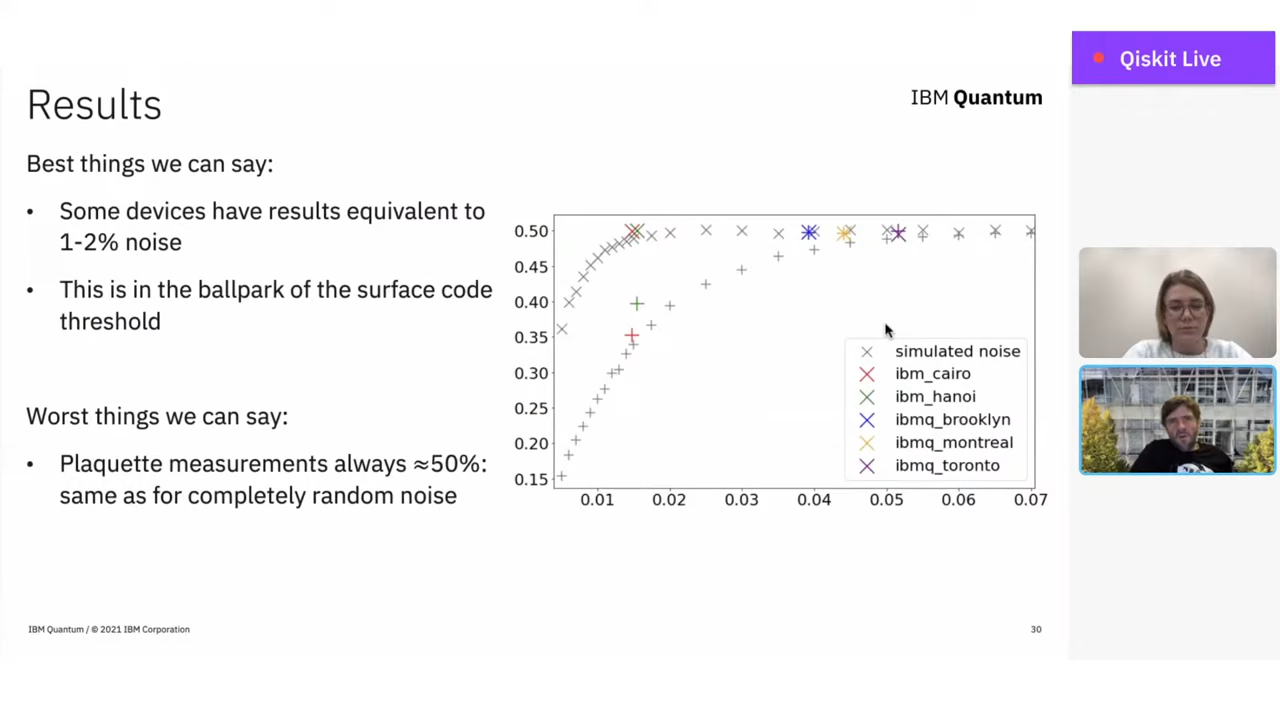 Qiskit Live
Results
IBM Quantum
Best things we can say:
• Some devices have results equivalent to
1-2% noise
• This is in the ballpark of the surface code
threshold
Worst things we can say:
• Plaquette measurements always ≈50%:
same as for completely random noise
0.50
0.45
0.40
0.35
0.30
0.25
0.20
0.15
0.01 0.02 0.03 0.04 0.05 0.06 0.07
simulated noise
ibm_cairo
ibm_hanoi
ibmq_brooklyn
ibmq_montreal
ibmq_toronto
IBM Quantum / © 2021 IBM Corporation
30